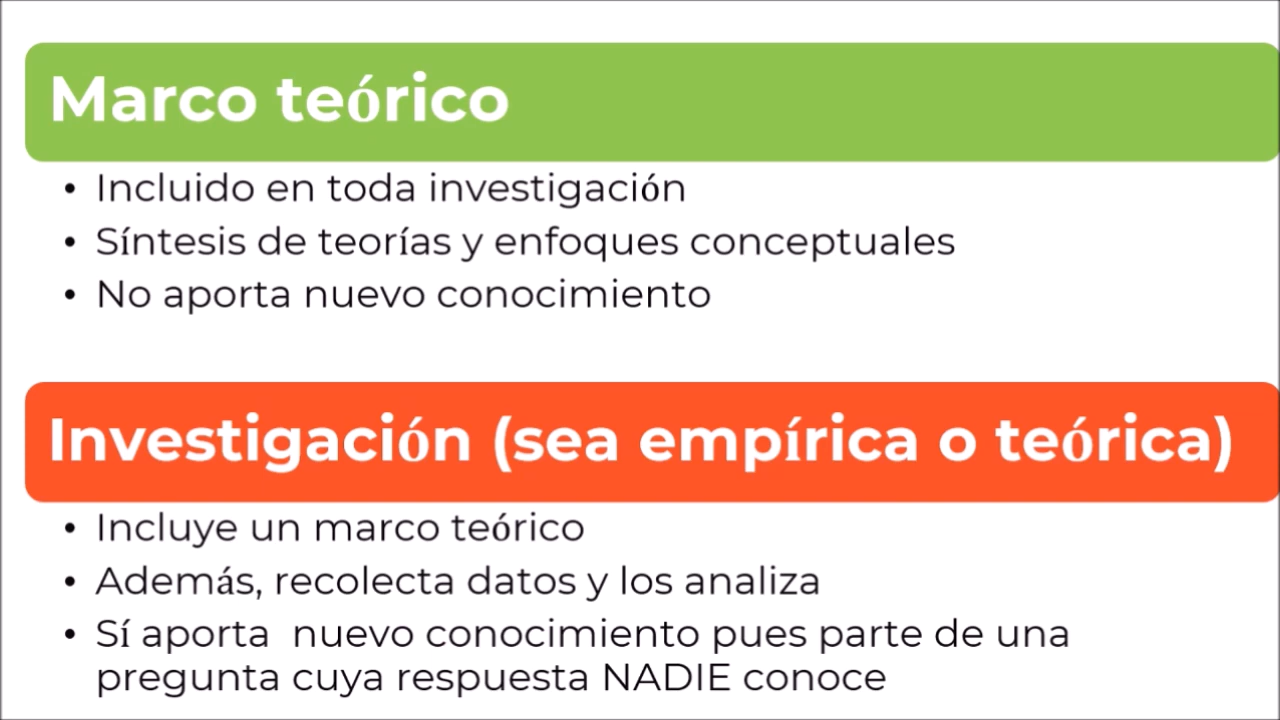 Marco teórico
• Incluido en toda investigación
• Síntesis de teorías y enfoques conceptuales
• No aporta nuevo conocimiento
Investigación (sea empírica o teórica)
• Incluye un marco teórico
• Además, recolecta datos y los analiza
• Sí aporta  nuevo conocimiento pues parte de una
pregunta cuya respuesta NADIE conoce